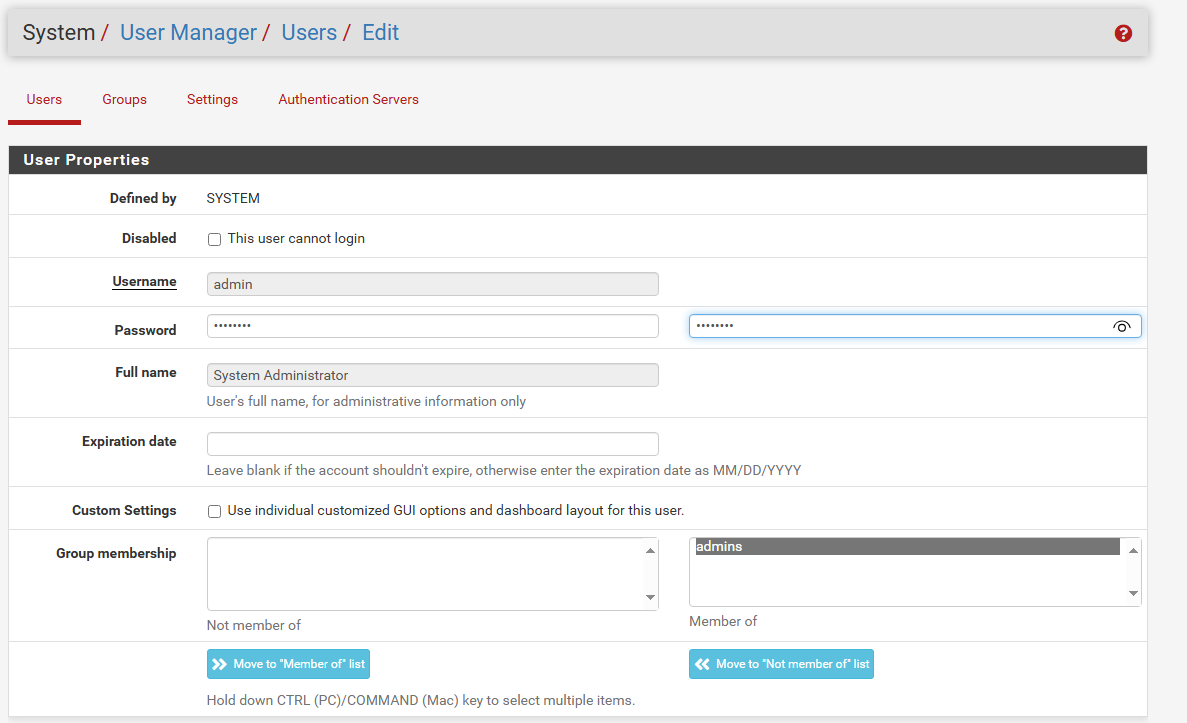 System / User Manager / Users / Edit
Users Groups Settings Authentication Servers
User Properties
Defined by SYSTEM
Disabled This user cannot login
Username admin
Password •••••••• ••••••••
Full name System Administrator
User's full name, for administrative information only
Expiration date
Leave blank if the account shouldn't expire, otherwise enter the expiration date as MM/DD/YYYY
Custom Settings Use individual customized GUI options and dashboard layout for this user.
Group membership admins
Not member of Member of
Move to "Member of" list Move to "Not member of" list
Hold down CTRL (PC)/COMMAND (Mac) key to select multiple items.